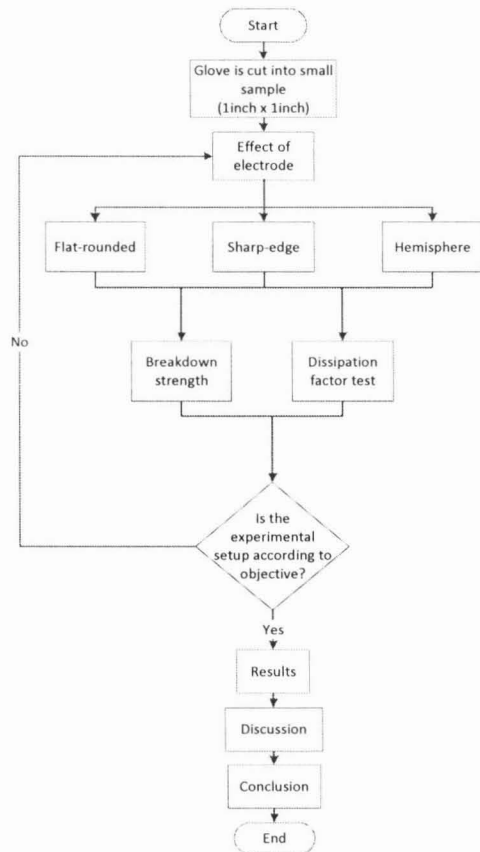 Start
Glove is cut into small
sample
(1inch x 1inch)
Effect of
electrode
Flat-rounded
Sharp-edge
Hemisphere
No
Breakdown
strength
Dissipation
factor test
Is the
experimental
setup according to
objective?
Yes
Results
Discussion
Conclusion
End